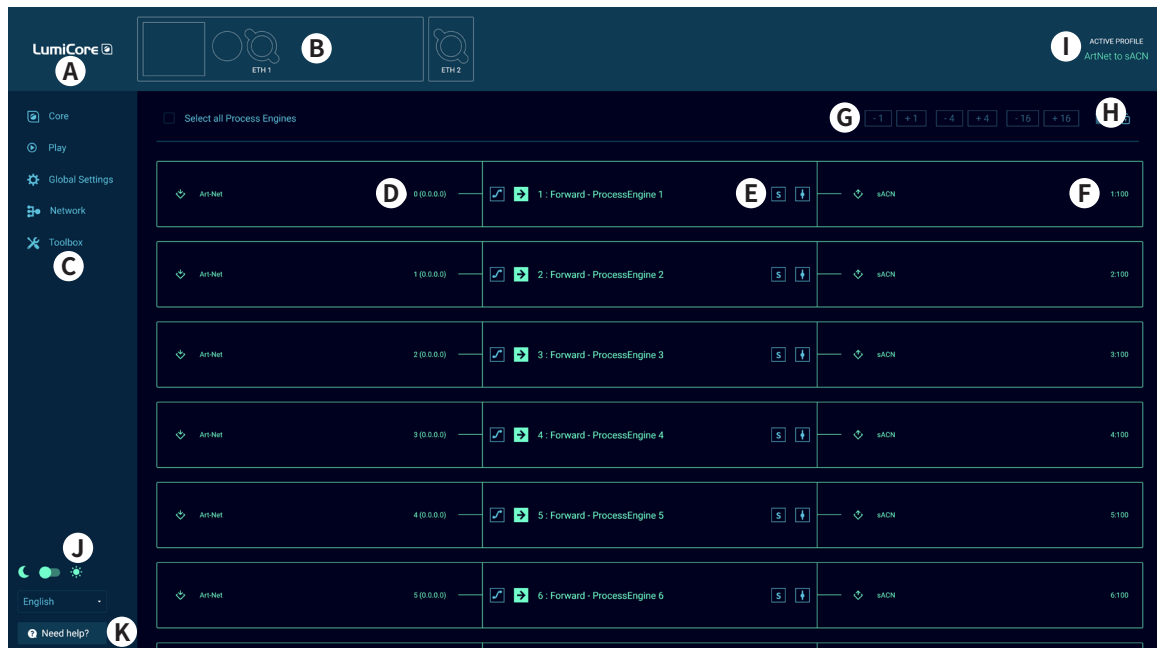 LumiCore
A
B
ETH 1
ETH 2
I
ACTIVE PROFILE
ArtNet to sACN
Core
Play
Global Settings
Network
Toolbox
C
Select all Process Engines
G
- 1
+ 1
- 4
+ 4
- 16
+ 16
H
Art-Net
D
0 (0.0.0.0)
1 : Forward - ProcessEngine 1
E
S
sACN
F
1:100
Art-Net
1 (0.0.0.0)
2 : Forward - ProcessEngine 2
S
sACN
2:100
Art-Net
2 (0.0.0.0)
3 : Forward - ProcessEngine 3
S
sACN
3:100
Art-Net
3 (0.0.0.0)
4 : Forward - ProcessEngine 4
S
sACN
4:100
Art-Net
4 (0.0.0.0)
5 : Forward - ProcessEngine 5
S
sACN
5:100
Art-Net
5 (0.0.0.0)
6 : Forward - ProcessEngine 6
S
sACN
6:100
J
English
Need help?
K